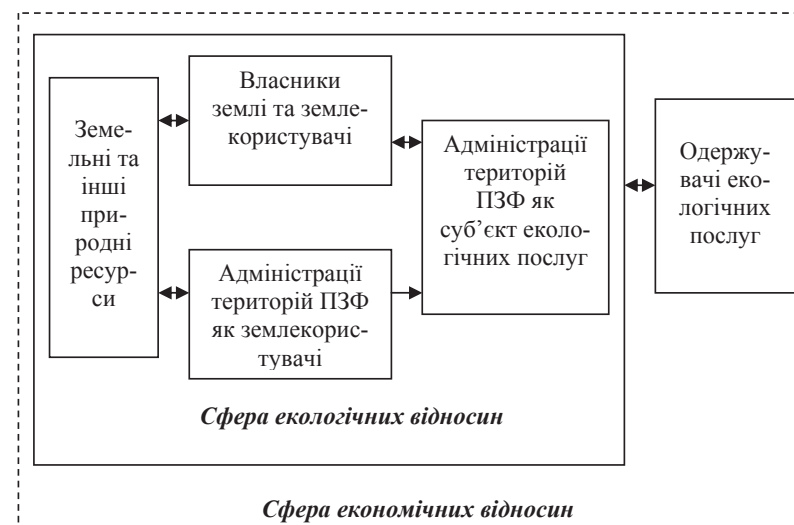 Земе-
льні та
інші
при-
родні
ресур-
си
Власники
землі та земле-
користувачі
Адміністрації
територій ПЗФ
як землекорис-
тувачі
Адміністрації
територій
ПЗФ як
суб’єкт еколо-
гічних послуг
Одержу-
вачі еко-
логічних
послуг
Сфера екологічних відносин
Сфера економічних відносин